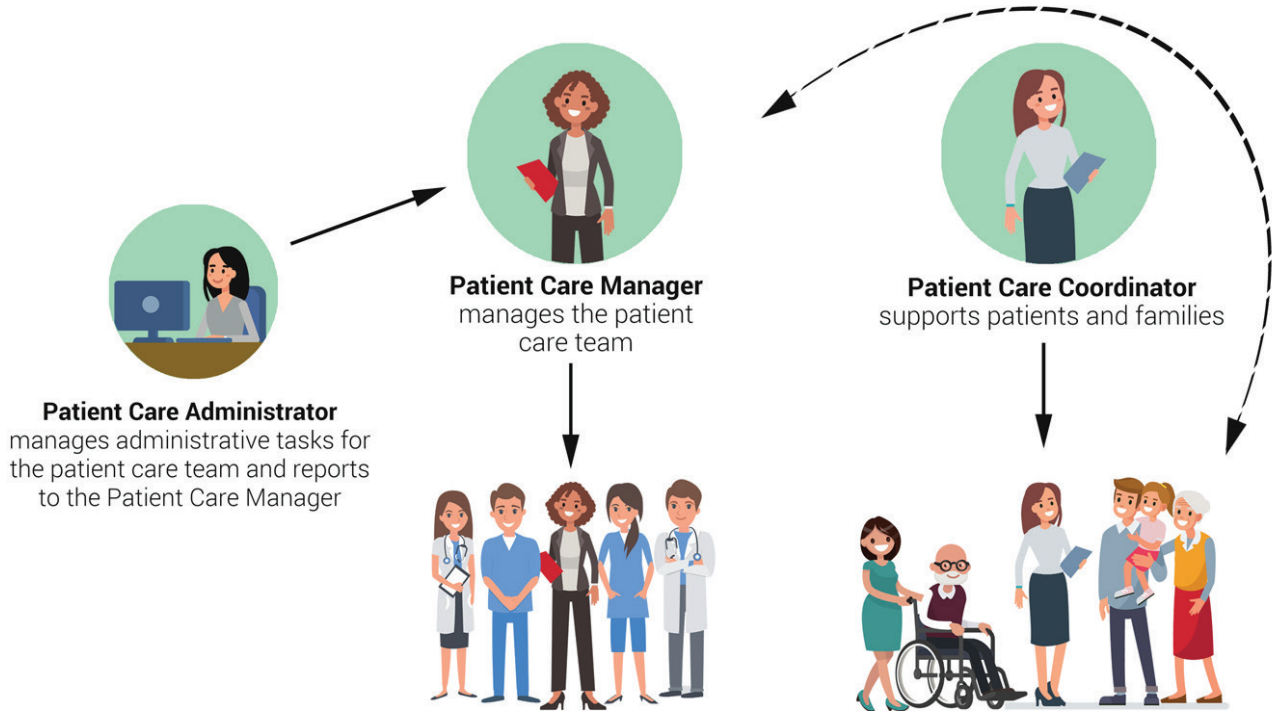 Patient Care Manager
manages the patient
care team
Patient Care Coordinator
supports patients and families
Patient Care Administrator
manages administrative tasks for
the patient care team and reports
to the Patient Care Manager